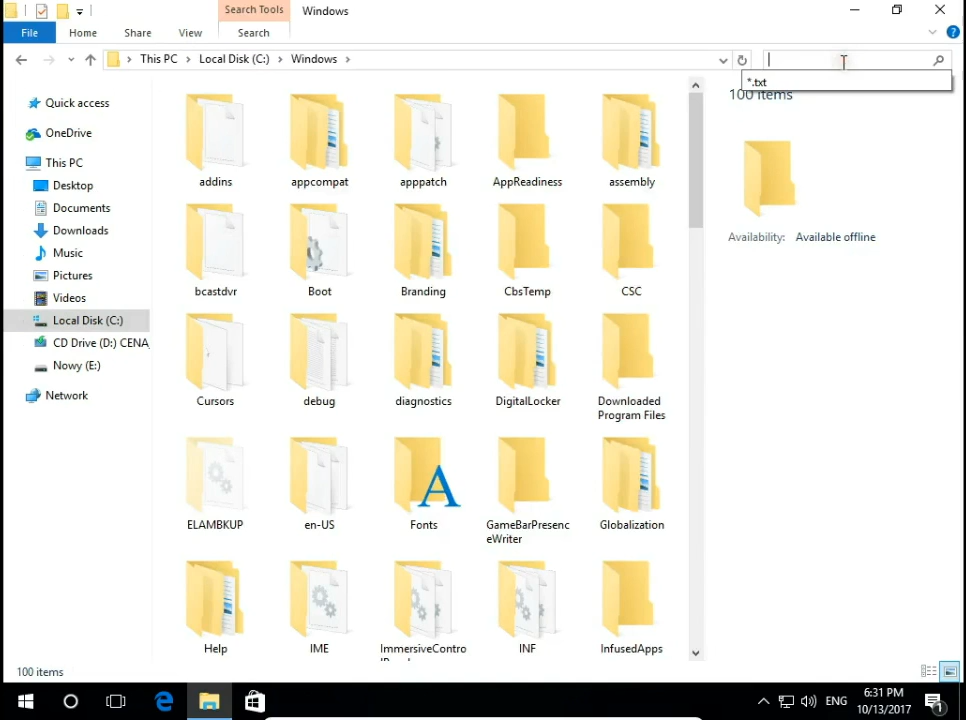 Search Tools
Windows
File
Home
Share
View
Search
This PC
Local Disk (C:)
Windows
*.txt
100 items
Availability: Available offline
Quick access
OneDrive
This PC
Desktop
Documents
Downloads
Music
Pictures
Videos
Local Disk (C:)
CD Drive (D:) CENA
Nowy (E:)
Network
addins
appcompat
apppatch
AppReadiness
assembly
bcastdvr
Boot
Branding
CbsTemp
CSC
Cursors
debug
diagnostics
DigitalLocker
Downloaded
Program Files
ELAMBKUP
en-US
Fonts
GameBarPresenc
eWriter
Globalization
Help
IME
ImmersiveContro
INF
InfusedApps
100 items
ENG
6:31 PM
10/13/2017
1